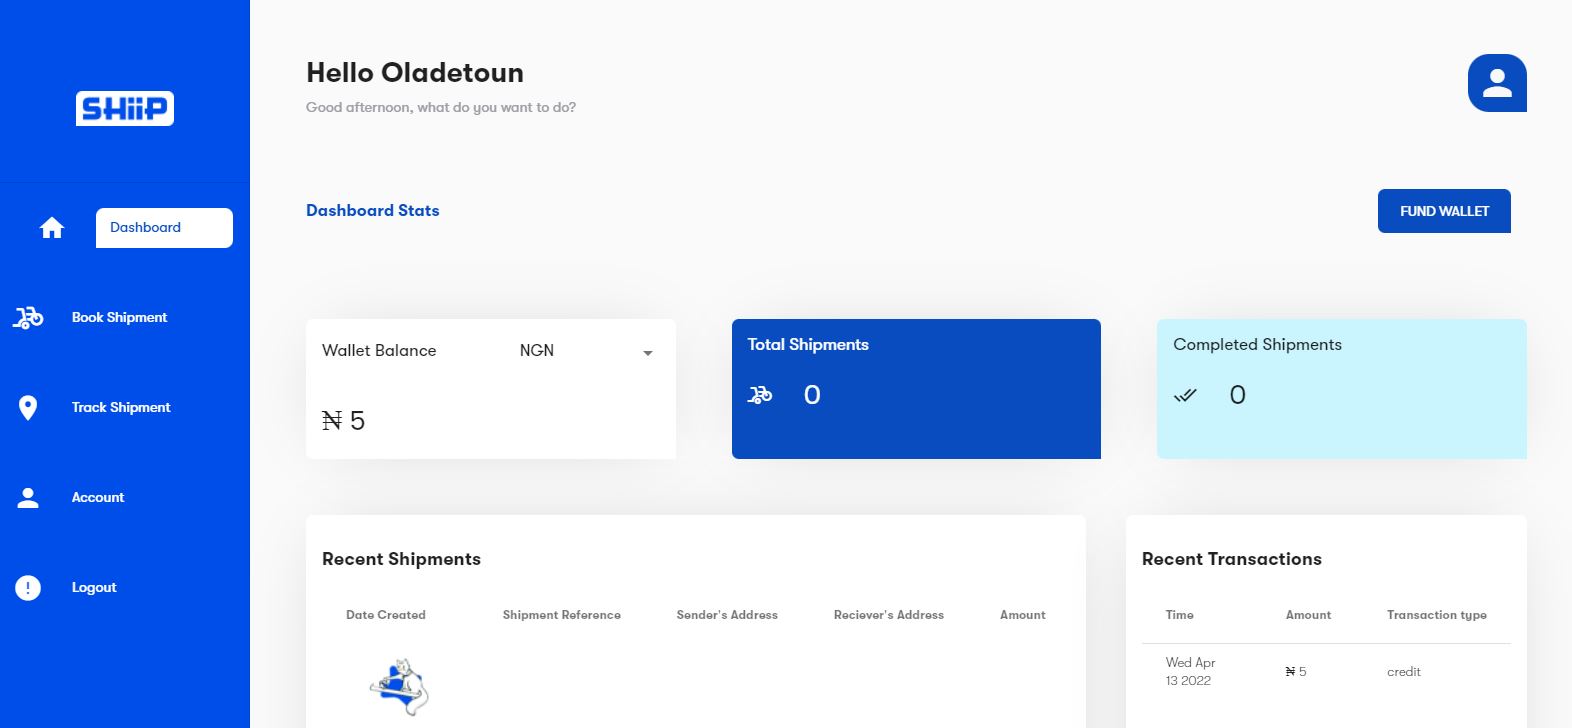 SHiiP
Dashboard
Book Shipment
Track Shipment
Account
Logout
Hello Oladetoun
Good afternoon, what do you want to do?
Dashboard Stats
FUND WALLET
Wallet Balance NGN
₦ 5
Total Shipments
0
Completed Shipments
0
Recent Shipments
Date Created Shipment Reference Sender's Address Reciever's Address Amount
Recent Transactions
Time Amount Transaction type
Wed Apr
13 2022 ₦ 5 credit